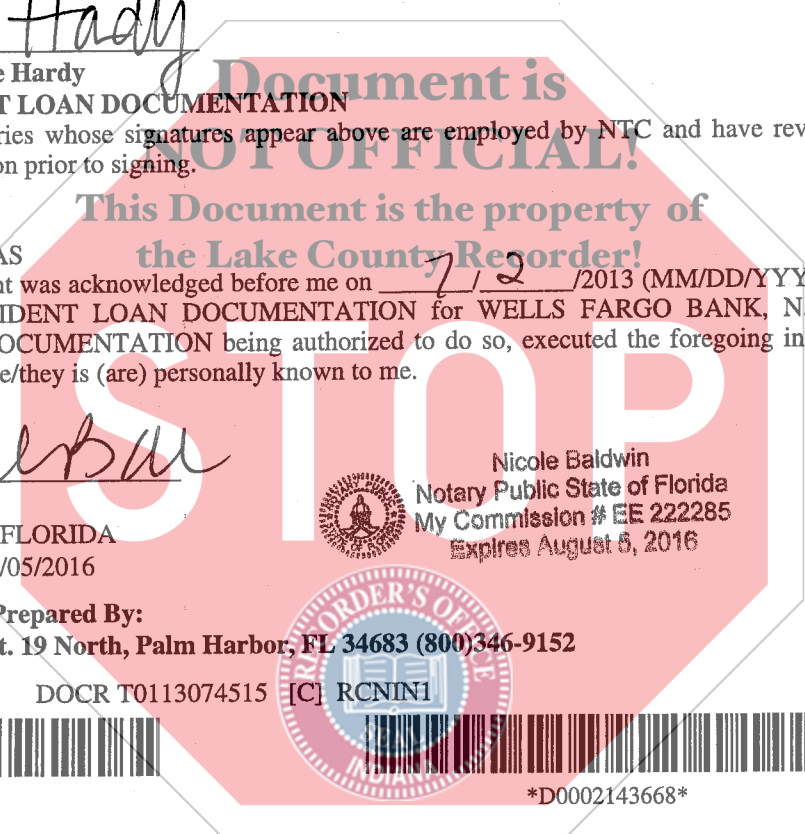 Hady
e Hardy
T LOAN DOCUMENTATION
ries whose signatures appear above are employed by NTC and have rev
on prior to signing.
Document is
NOT OFFICIAL!
This Document is the property of
the Lake County Recorder!
AS
nt was acknowledged before me on 7/2/2013 (MM/DD/YYY
IDENT LOAN DOCUMENTATION for WELLS FARGO BANK, N.
OCUMENTATION being authorized to do so, executed the foregoing in
e/they is (are) personally known to me.
STOP
Nicole Baldwin
Notary Public State of Florida
My Commission # EE 222285
Expires August 5, 2016
FLORIDA
/05/2016
Prepared By:
t. 19 North, Palm Harbor, FL 34683 (800)346-9152
RECORDER'S OFFICE
SEAL
INDIANA
DOCR T0113074515 [C] RCNIN1
*D0002143668*